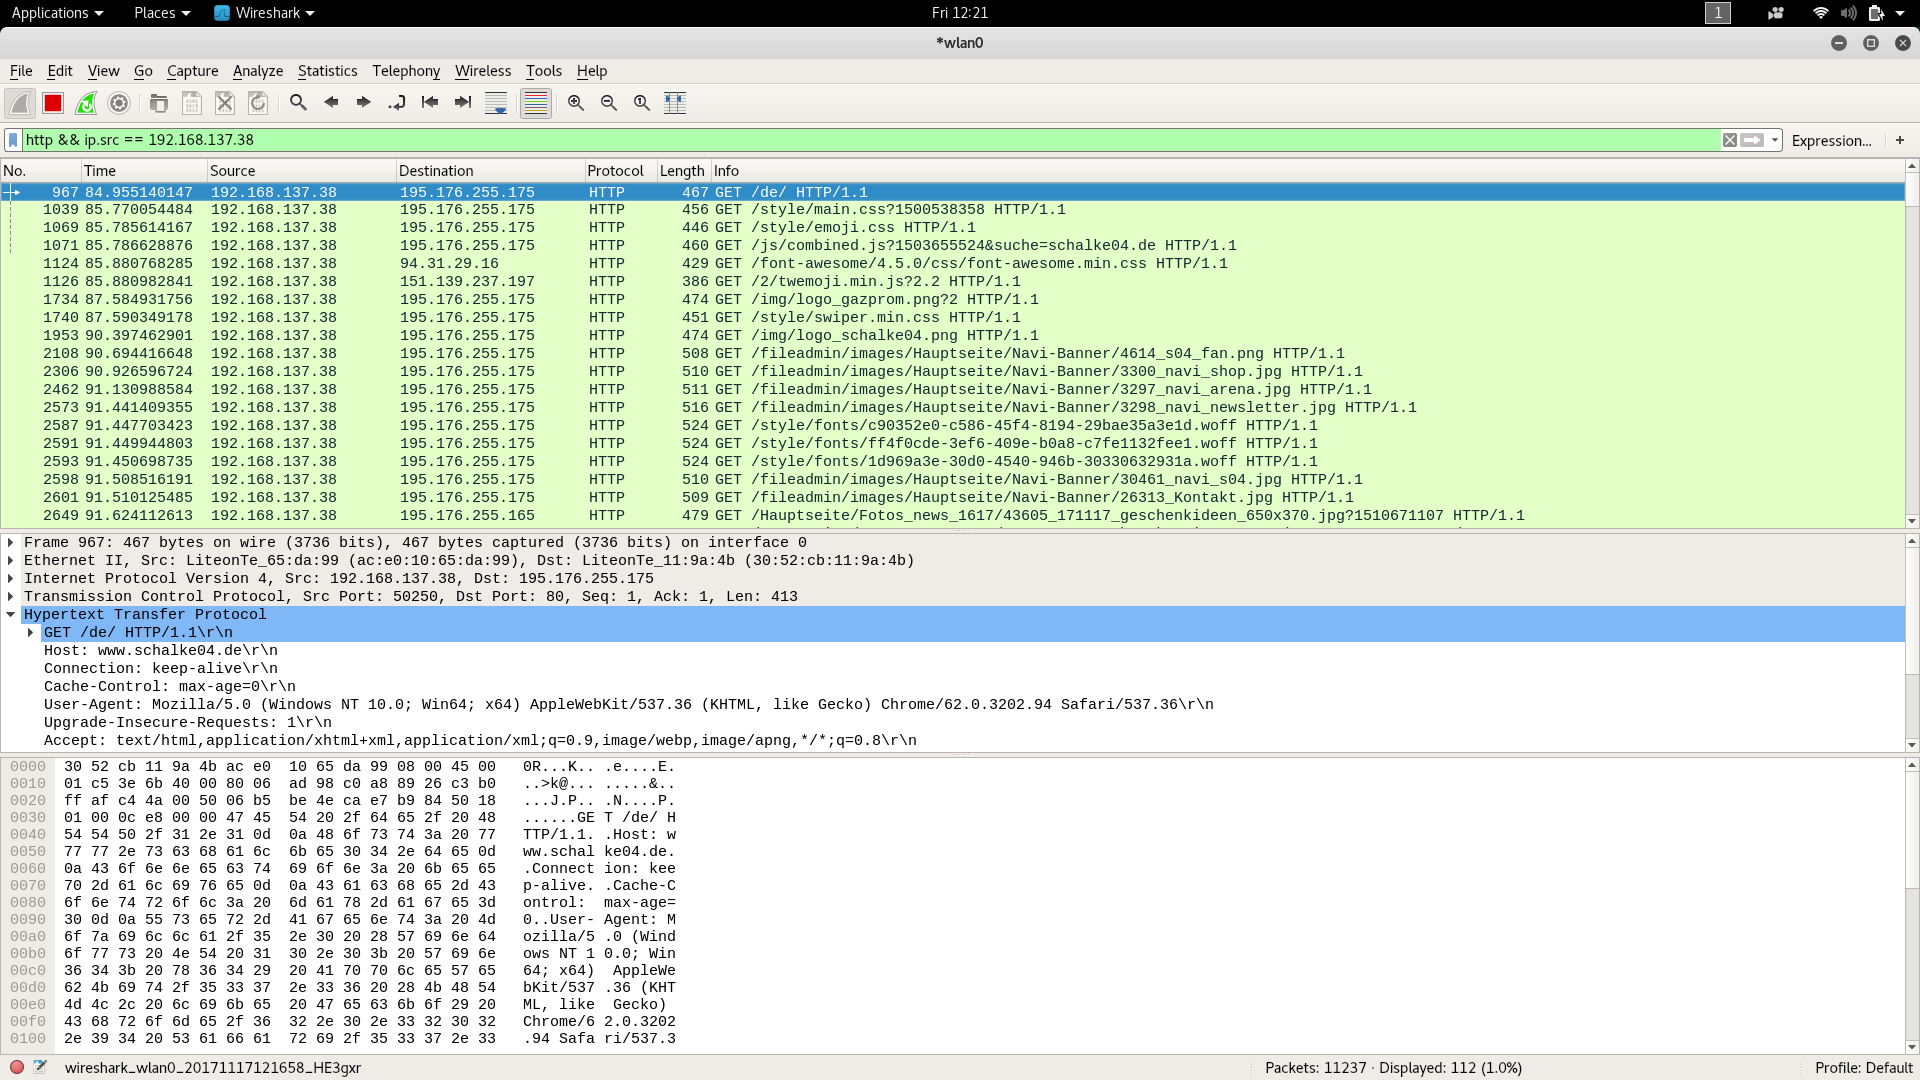 Applications Places Wireshark Fri 12:21 1
*wlan0
File Edit View Go Capture Analyze Statistics Telephony Wireless Tools Help
http && ip.src == 192.168.137.38 Expression... +
No. Time Source Destination Protocol Length Info
967 84.955140147 192.168.137.38 195.176.255.175 HTTP 467 GET /de/ HTTP/1.1
1039 85.770054484 192.168.137.38 195.176.255.175 HTTP 456 GET /style/main.css?1500538358 HTTP/1.1
1069 85.785614167 192.168.137.38 195.176.255.175 HTTP 446 GET /style/emoji.css HTTP/1.1
1071 85.786628876 192.168.137.38 195.176.255.175 HTTP 460 GET /js/combined.js?1503655524&suche=schalke04.de HTTP/1.1
1124 85.880768285 192.168.137.38 94.31.29.16 HTTP 429 GET /font-awesome/4.5.0/css/font-awesome.min.css HTTP/1.1
1126 85.880982841 192.168.137.38 151.139.237.197 HTTP 386 GET /2/twemoji.min.js?2.2 HTTP/1.1
1734 87.584931756 192.168.137.38 195.176.255.175 HTTP 474 GET /img/logo_gazprom.png?2 HTTP/1.1
1740 87.590349178 192.168.137.38 195.176.255.175 HTTP 451 GET /style/swiper.min.css HTTP/1.1
1953 90.397462901 192.168.137.38 195.176.255.175 HTTP 474 GET /img/logo_schalke04.png HTTP/1.1
2108 90.694416648 192.168.137.38 195.176.255.175 HTTP 508 GET /fileadmin/images/Hauptseite/Navi-Banner/4614_s04_fan.png HTTP/1.1
2306 90.926596724 192.168.137.38 195.176.255.175 HTTP 510 GET /fileadmin/images/Hauptseite/Navi-Banner/3300_navi_shop.jpg HTTP/1.1
2462 91.130988584 192.168.137.38 195.176.255.175 HTTP 511 GET /fileadmin/images/Hauptseite/Navi-Banner/3297_navi_arena.jpg HTTP/1.1
2573 91.441409355 192.168.137.38 195.176.255.175 HTTP 516 GET /fileadmin/images/Hauptseite/Navi-Banner/3298_navi_newsletter.jpg HTTP/1.1
2587 91.447703423 192.168.137.38 195.176.255.175 HTTP 524 GET /style/fonts/c90352e0-c586-45f4-8194-29bae35a3e1d.woff HTTP/1.1
2591 91.449944803 192.168.137.38 195.176.255.175 HTTP 524 GET /style/fonts/ff4f0cde-3ef6-409e-b0a8-c7fe1132fee1.woff HTTP/1.1
2593 91.450698735 192.168.137.38 195.176.255.175 HTTP 524 GET /style/fonts/1d969a3e-30d0-4540-946b-30330632931a.woff HTTP/1.1
2598 91.508516191 192.168.137.38 195.176.255.175 HTTP 510 GET /fileadmin/images/Hauptseite/Navi-Banner/30461_navi_s04.jpg HTTP/1.1
2601 91.510125485 192.168.137.38 195.176.255.175 HTTP 509 GET /fileadmin/images/Hauptseite/Navi-Banner/26313_Kontakt.jpg HTTP/1.1
2649 91.624112613 192.168.137.38 195.176.255.165 HTTP 479 GET /Hauptseite/Fotos_news_1617/43605_171117_geschenkideen_650x370.jpg?1510671107 HTTP/1.1
Frame 967: 467 bytes on wire (3736 bits), 467 bytes captured (3736 bits) on interface 0
Ethernet II, Src: LiteonTe_65:da:99 (ac:e0:10:65:da:99), Dst: LiteonTe_11:9a:4b (30:52:cb:11:9a:4b)
Internet Protocol Version 4, Src: 192.168.137.38, Dst: 195.176.255.175
Transmission Control Protocol, Src Port: 50250, Dst Port: 80, Seq: 1, Ack: 1, Len: 413
Hypertext Transfer Protocol
GET /de/ HTTP/1.1\r\n
Host: www.schalke04.de\r\n
Connection: keep-alive\r\n
Cache-Control: max-age=0\r\n
User-Agent: Mozilla/5.0 (Windows NT 10.0; Win64; x64) AppleWebKit/537.36 (KHTML, like Gecko) Chrome/62.0.3202.94 Safari/537.36\r\n
Upgrade-Insecure-Requests: 1\r\n
Accept: text/html,application/xhtml+xml,application/xml;q=0.9,image/webp,image/apng,*/*;q=0.8\r\n
0000 30 52 cb 11 9a 4b ac e0 10 65 da 99 08 00 45 00 0R...K.. .e....E.
0010 01 c5 3e 6b 40 00 80 06 ad 98 c0 a8 89 26 c3 b0 ..>k@... .....&..
0020 ff af c4 4a 00 50 06 b5 be 4e ca e7 b9 84 50 18 ...J.P.. .N....P.
0030 01 00 0c e8 00 00 47 45 54 20 2f 64 65 2f 20 48 ......GE T /de/ H
0040 54 54 50 2f 31 2e 31 0d 0a 48 6f 73 74 3a 20 77 TTP/1.1. .Host: w
0050 77 77 2e 73 63 68 61 6c 6b 65 30 34 2e 64 65 0d ww.schal ke04.de.
0060 0a 43 6f 6e 6e 65 63 74 69 6f 6e 3a 20 6b 65 65 .Connect ion: kee
0070 70 2d 61 6c 69 76 65 0d 0a 43 61 63 68 65 2d 43 p-alive. .Cache-C
0080 6f 6e 74 72 6f 6c 3a 20 6d 61 78 2d 61 67 65 3d ontrol: max-age=
0090 30 0d 0a 55 73 65 72 2d 41 67 65 6e 74 3a 20 4d 0..User- Agent: M
00a0 6f 7a 69 6c 6c 61 2f 35 2e 30 20 28 57 69 6e 64 ozilla/5 .0 (Wind
00b0 6f 77 73 20 4e 54 20 31 30 2e 30 3b 20 57 69 6e ows NT 1 0.0; Win
00c0 36 34 3b 20 78 36 34 29 20 41 70 70 6c 65 57 65 64; x64) AppleWe
00d0 62 4b 69 74 2f 35 33 37 2e 33 36 20 28 4b 48 54 bKit/537 .36 (KHT
00e0 4d 4c 2c 20 6c 69 6b 65 20 47 65 63 6b 6f 29 20 ML, like Gecko)
00f0 43 68 72 6f 6d 65 2f 36 32 2e 30 2e 33 32 30 32 Chrome/6 2.0.3202
0100 2e 39 34 20 53 61 66 61 72 69 2f 35 33 37 2e 33 .94 Safa ri/537.3
wireshark_wlan0_20171117121658_HE3gxr Packets: 11237 · Displayed: 112 (1.0%) Profile: Default